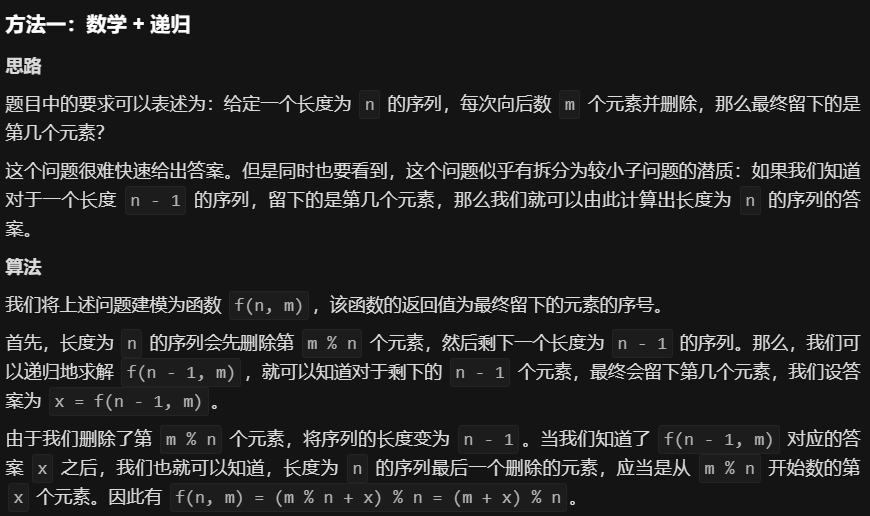 方法一：数学 + 递归
思路
题目中的要求可以表述为：给定一个长度为 n 的序列，每次向后数 m 个元素并删除，那么最终留下的是
第几个元素？
这个问题很难快速给出答案。但是同时也要看到，这个问题似乎有拆分为较小子问题的潜质：如果我们知道
对于一个长度 n - 1 的序列，留下的是第几个元素，那么我们就可以由此计算出长度为 n 的序列的答
案。
算法
我们将上述问题建模为函数 f(n, m)，该函数的返回值为最终留下的元素的序号。
首先，长度为 n 的序列会先删除第 m % n 个元素，然后剩下一个长度为 n - 1 的序列。那么，我们可
以递归地求解 f(n - 1, m)，就可以知道对于剩下的 n - 1 个元素，最终会留下第几个元素，我们设答
案为 x = f(n - 1, m)。
由于我们删除了第 m % n 个元素，将序列的长度变为 n - 1。当我们知道了 f(n - 1, m) 对应的答
案 x 之后，我们也就可以知道，长度为 n 的序列最后一个删除的元素，应当是从 m % n 开始数的第
x 个元素。因此有 f(n, m) = (m % n + x) % n = (m + x) % n。